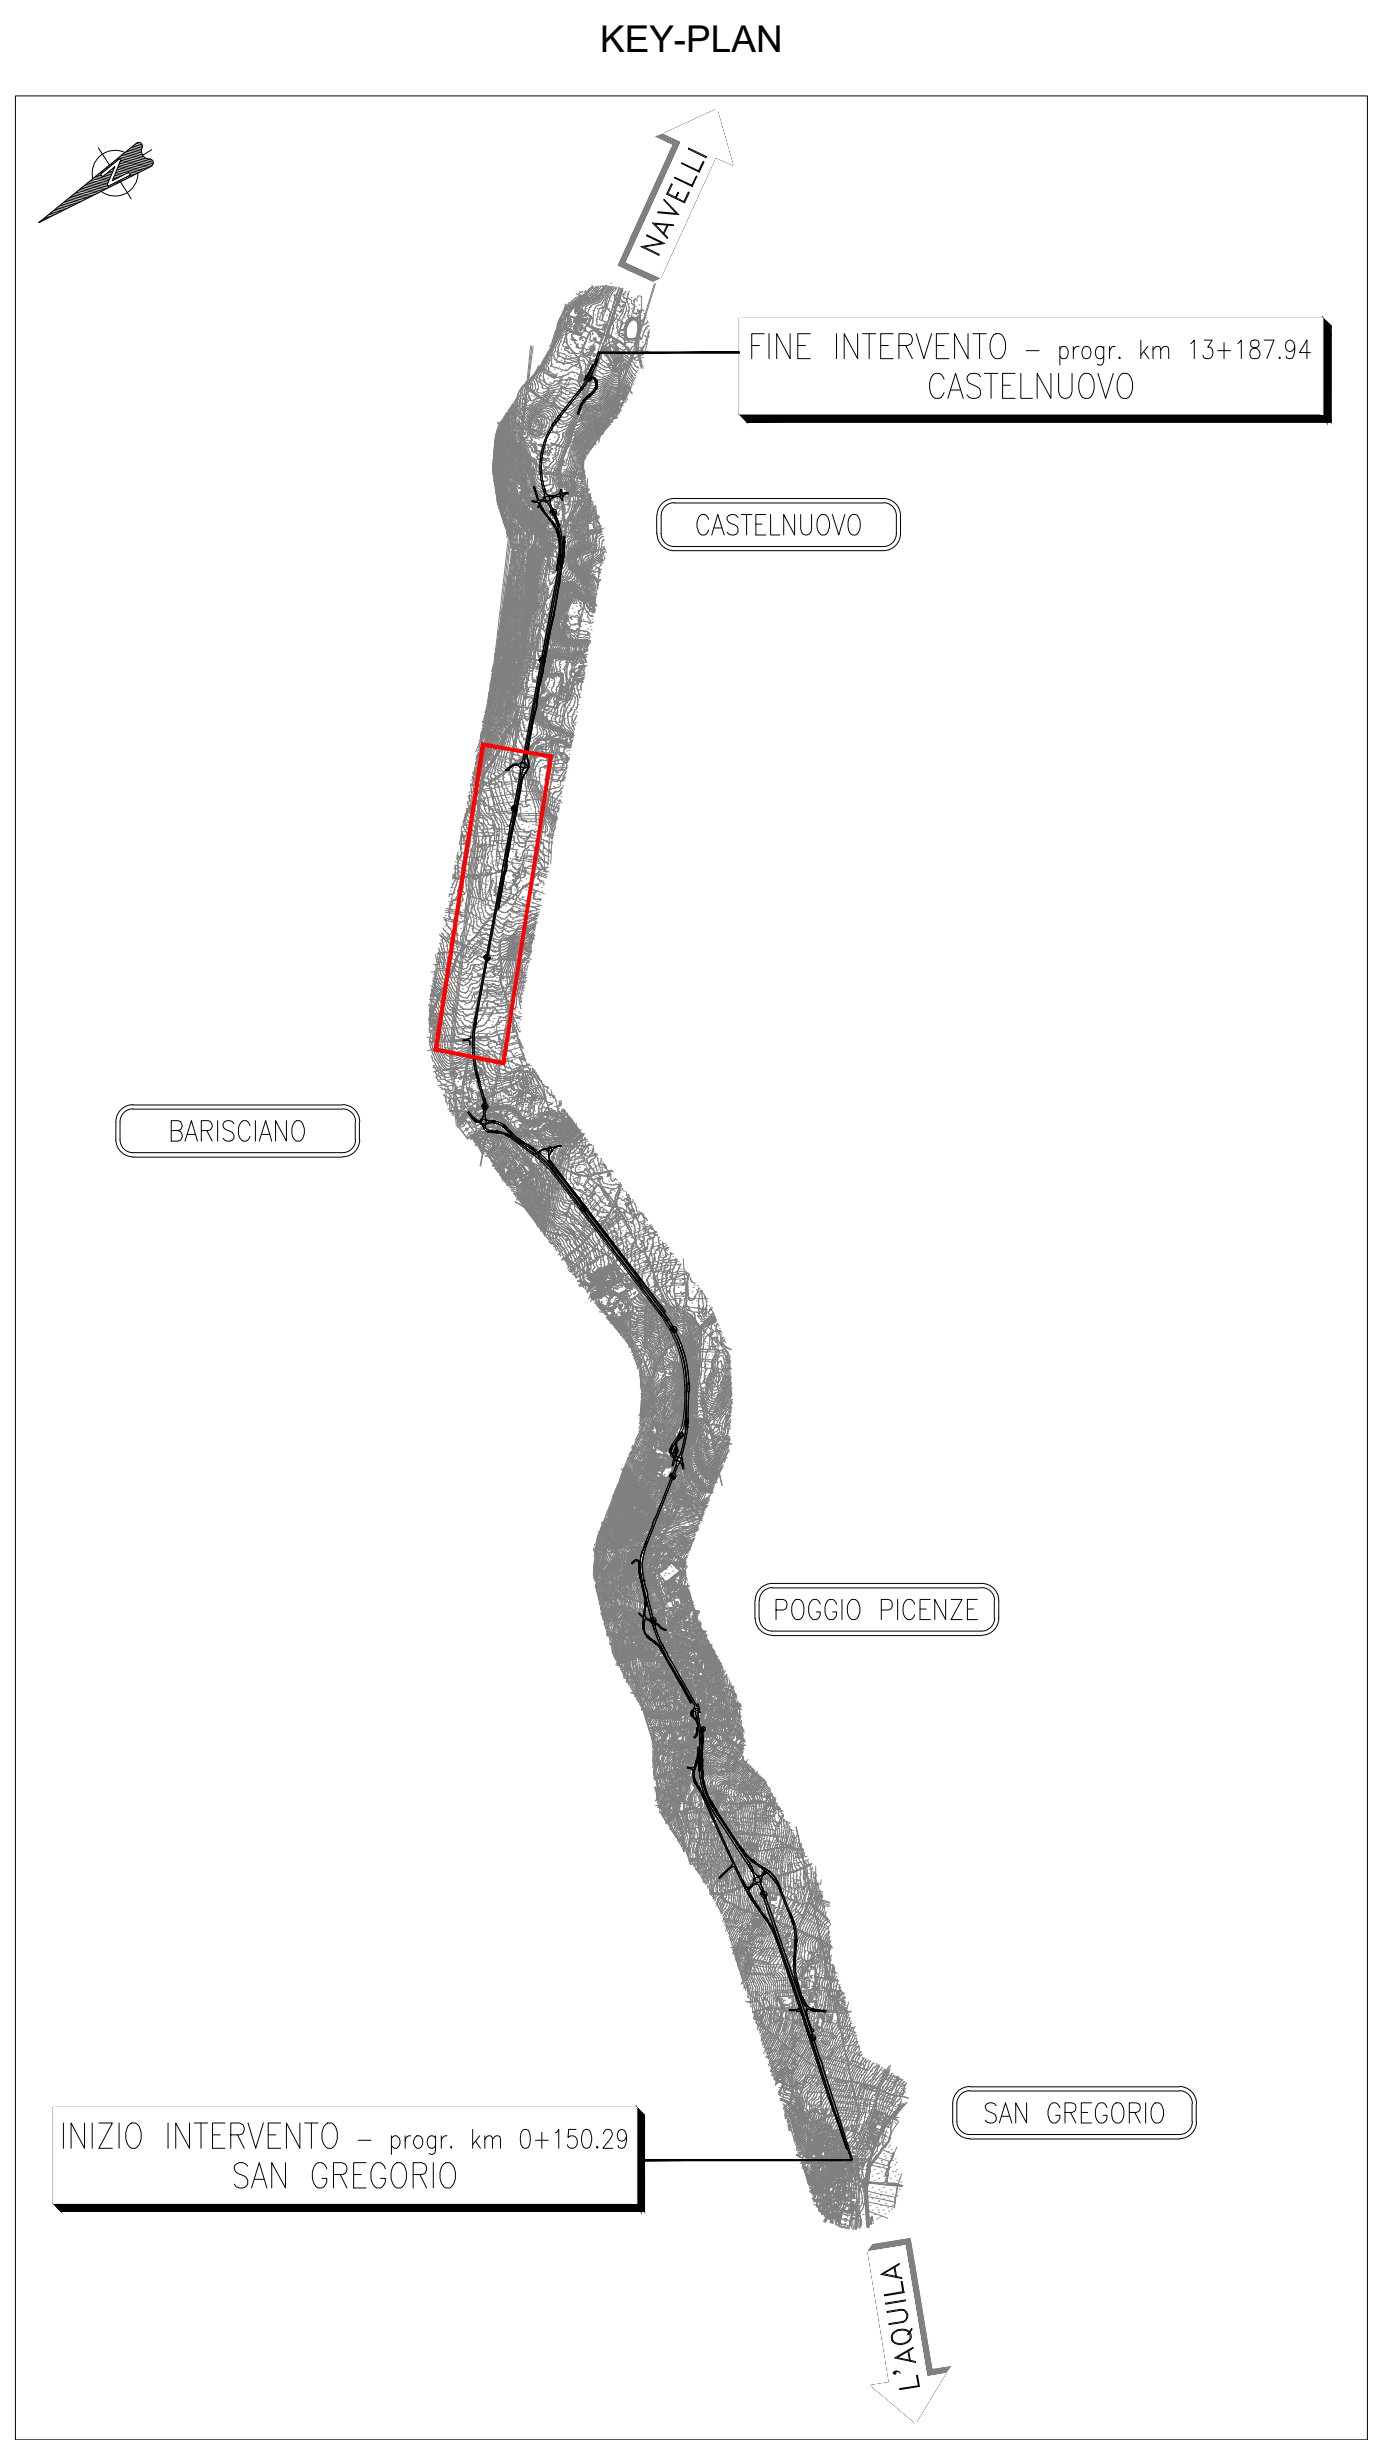 KEY-PLAN
Z
NAVELLI
FINE INTERVENTO – progr. km 13+187.94
CASTELNUOVO
CASTELNUOVO
BARISCIANO
POGGIO PICENZE
SAN GREGORIO
INIZIO INTERVENTO – progr. km 0+150.29
SAN GREGORIO
L'AQUILA